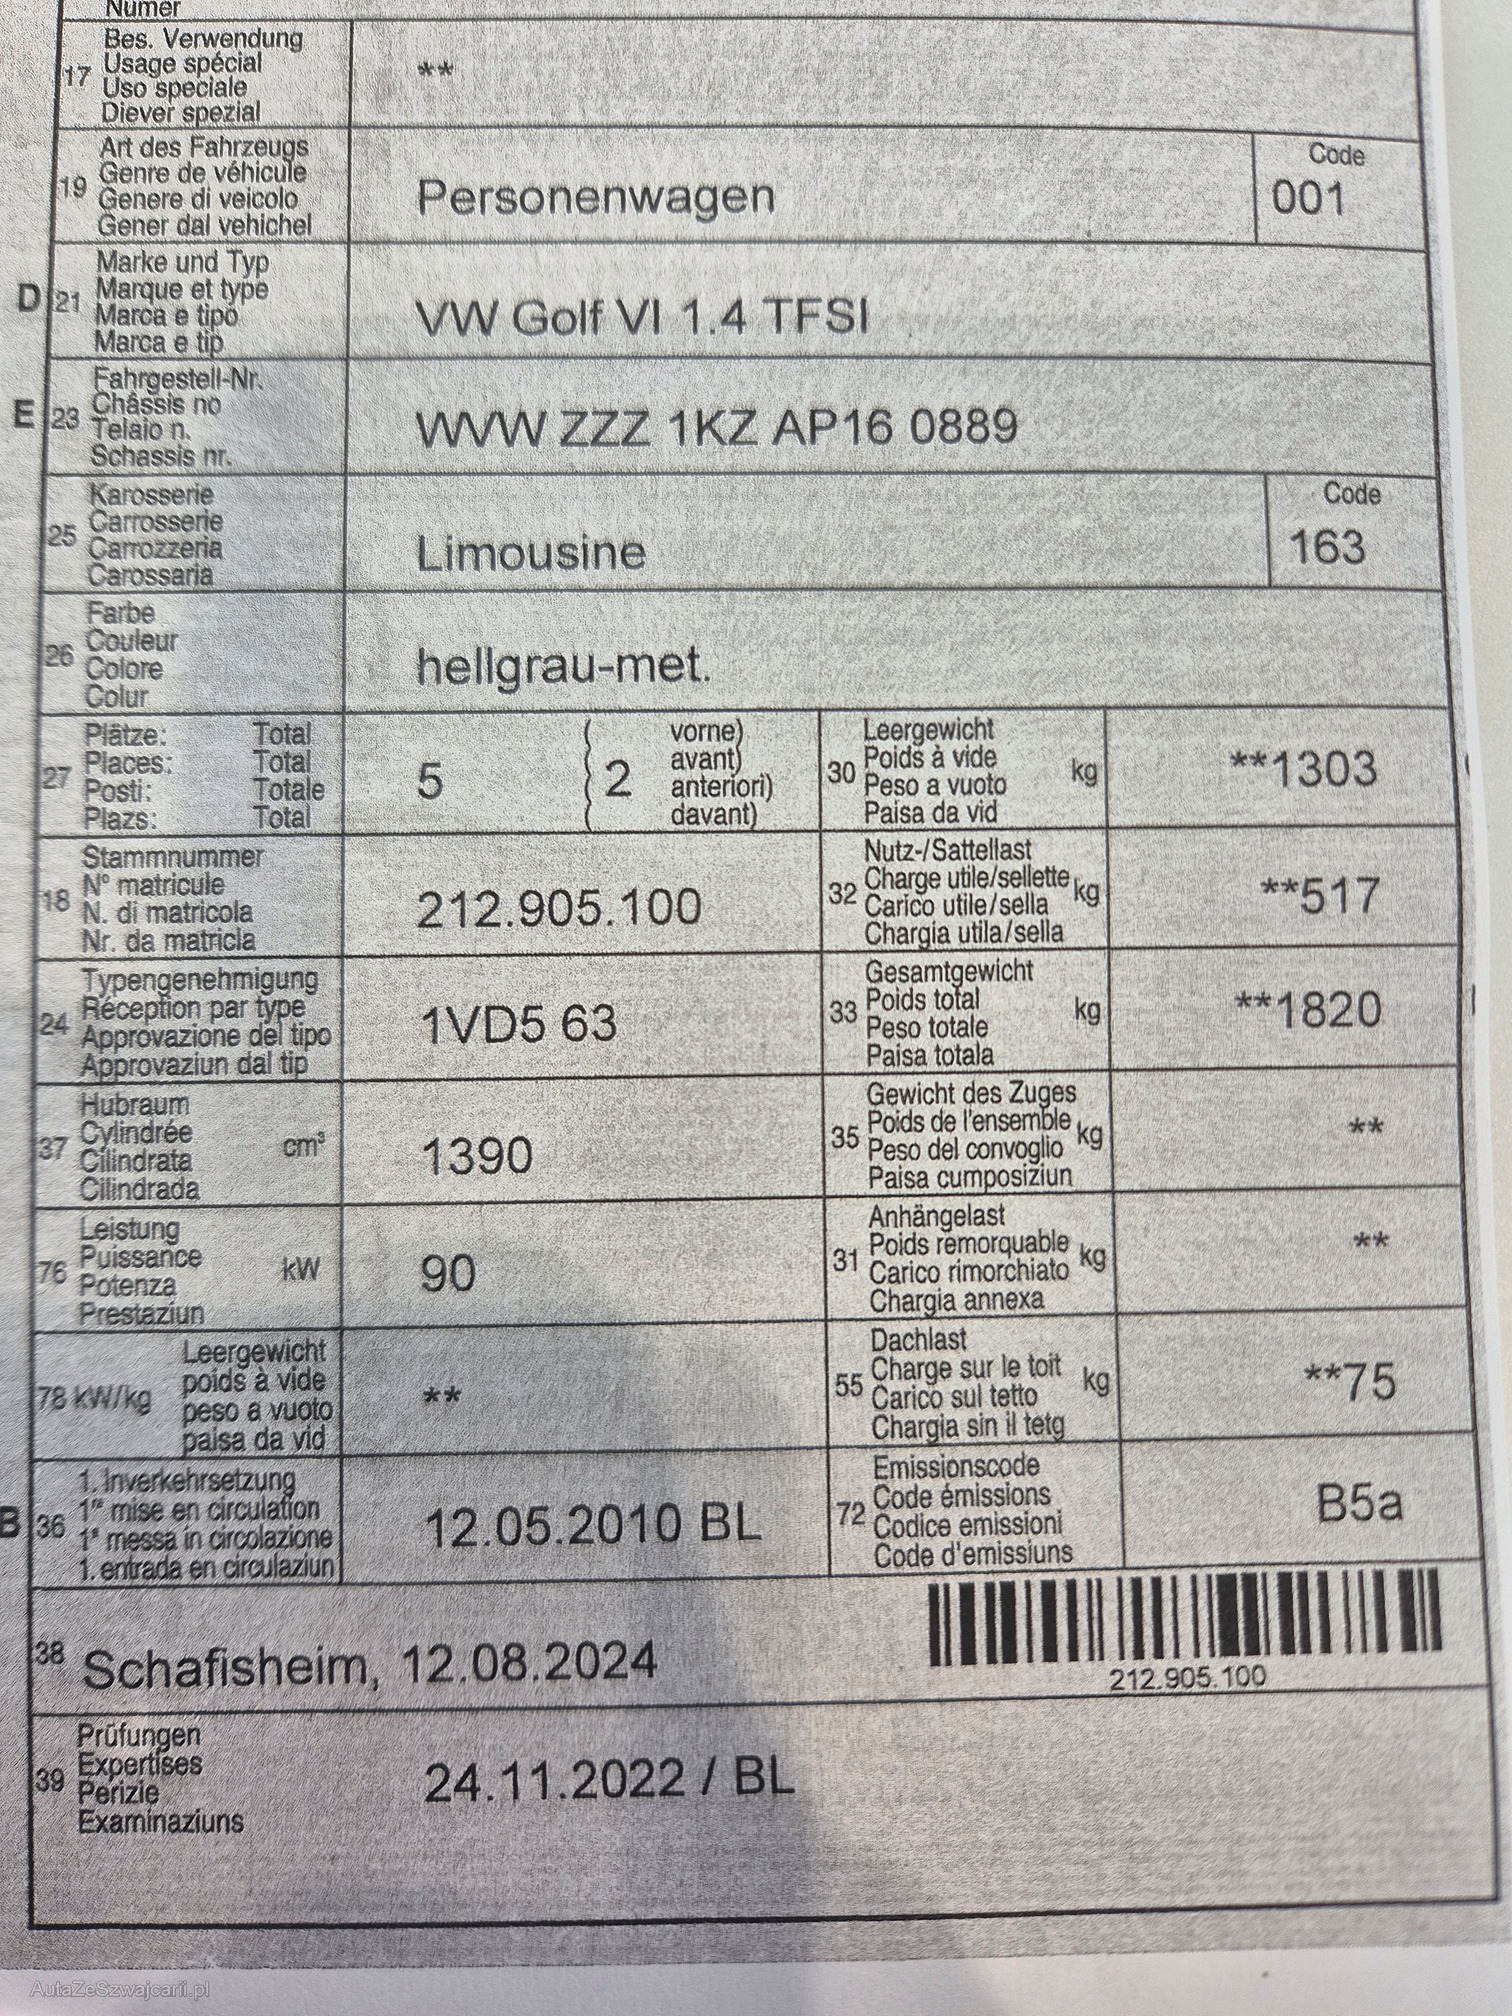 Numer
17 Bes. Verwendung
Usage spécial
Uso speciale
Diever spezial
**
19 Art des Fahrzeugs
Genre de véhicule
Genere di veicolo
Gener dal vehichel
Personenwagen
Code
001
D 21 Marke und Typ
Marque et type
Marca e tipo
Marca e tip
VW Golf VI 1.4 TFSI
E 23 Fahrgestell-Nr.
Châssis no
Telaio n.
Schassis nr.
WVW ZZZ 1KZ AP16 0889
25 Karosserie
Carrosserie
Carrozzeria
Carossaria
Limousine
Code
163
26 Farbe
Couleur
Colore
Colur
hellgrau-met.
27 Plätze: Total
Places: Total
Posti: Totale
Plazs: Total
5 ( 2 vorne)
avant)
anteriori)
davant)
30 Leergewicht
Poids à vide
Peso a vuoto
Paisa da vid
kg
**1303
18 Stammnummer
N° matricule
N. di matricola
Nr. da matricla
212.905.100
32 Nutz-/Sattellast
Charge utile/sellette
Carico utile/sella
Chargia utila/sella
kg
**517
24 Typengenehmigung
Réception par type
Approvazione del tipo
Approvaziun dal tip
1VD5 63
33 Gesamtgewicht
Poids total
Peso totale
Paisa totala
kg
**1820
37 Hubraum
Cylindrée
Cilindrata
Cilindrada
cm³
1390
35 Gewicht des Zuges
Poids de l'ensemble
Peso del convoglio
Paisa cumposiziun
kg
**
76 Leistung
Puissance
Potenza
Prestaziun
kW
90
31 Anhängelast
Poids remorquable
Carico rimorchiato
Chargia annexa
kg
**
78 kW/kg Leergewicht
poids à vide
peso a vuoto
paisa da vid
**
55 Dachlast
Charge sur le toit
Carico sul tetto
Chargia sin il tetg
kg
**75
B 36 1. Inverkehrsetzung
1re mise en circulation
1a messa in circolazione
1. entrada en circulaziun
12.05.2010 BL
72 Emissionscode
Code émissions
Codice emissioni
Code d'emissiuns
B5a
38 Schafisheim, 12.08.2024
212.905.100
39 Prüfungen
Expertises
Perizie
Examinaziuns
24.11.2022 / BL
AutaZeSzwajcarii.pl